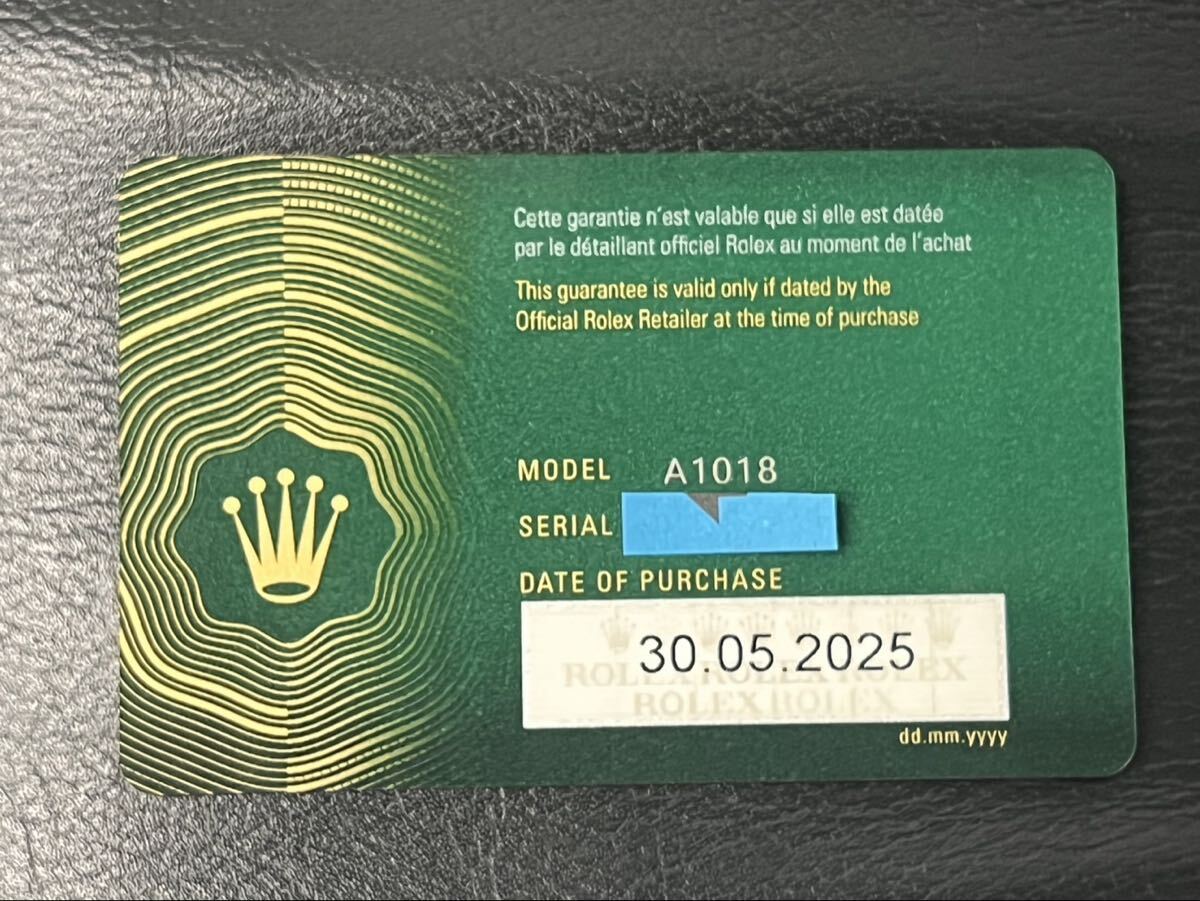 Cette garantie n'est valable que si elle est datée
par le détaillant officiel Rolex au moment de l'achat
This guarantee is valid only if dated by the
Official Rolex Retailer at the time of purchase
MODEL A1018
SERIAL
DATE OF PURCHASE
30.05.2025
ROLEX ROLEX ROLEX
ROLEX ROLEX
dd.mm.yyyy